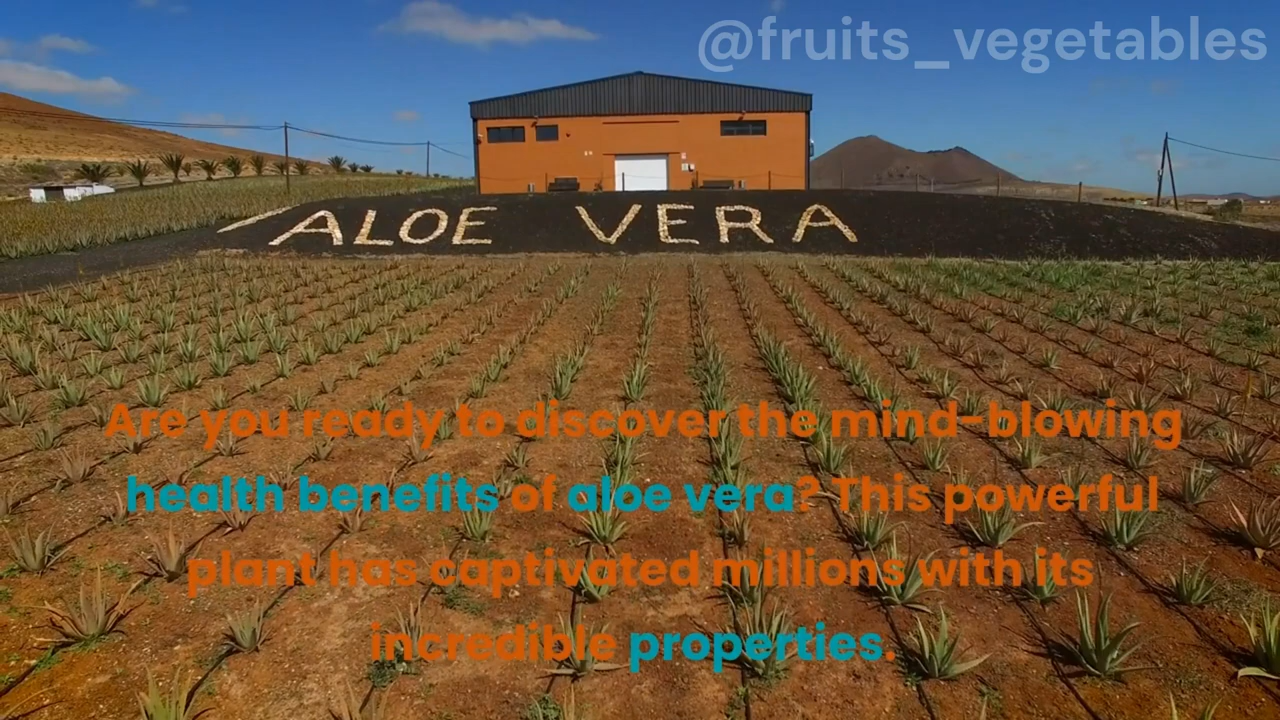 @fruits_vegetables
ALOE VERA
Are you ready to discover the mind-blowing
health benefits of aloe vera? This powerful
plant has captivated millions with its
incredible properties.